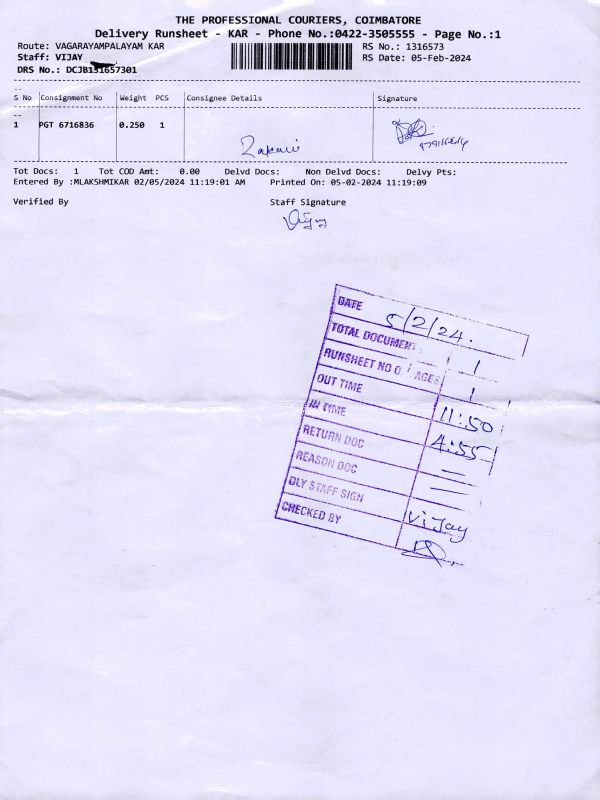 THE PROFESSIONAL COURIERS, COIMBATORE
Delivery Runsheet - KAR - Phone No.:0422-3505555 - Page No.:1
Route: VAGARAYAMPALAYAM KAR RS No.: 1316573
Staff: VIJAY RS Date: 05-Feb-2024
DRS No.: DCJB131657301
S No Consignment No Weight PCS Consignee Details Signature
1 PGT 6716836 0.250 1
Tot Docs: 1 Tot COD Amt: 0.00 Delvd Docs: Non Delvd Docs: Delvy Pts:
Entered By :MLAKSHMIKAR 02/05/2024 11:19:01 AM Printed On: 05-02-2024 11:19:09
Verified By Staff Signature
Vijay
DATE 5/2/24.
TOTAL DOCUMENT 1
RUNSHEET NO O AGES 1
OUT TIME 11:50
IN TIME 4:55
RETURN DOC —
REASON DOC —
DLY STAFF SIGN Vijay
CHECKED BY